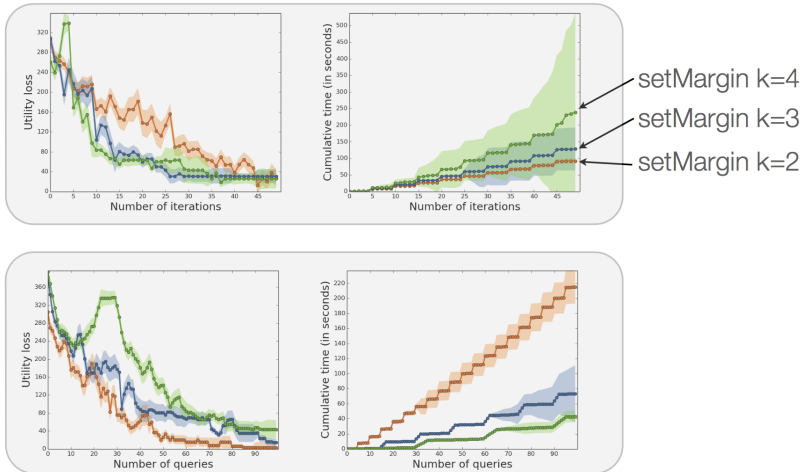 Utility loss
320
280
240
200
160
120
80
40
0
0 5 10 15 20 25 30 35 40 45
Number of iterations
Cumulative time (in seconds)
500
450
400
350
300
250
200
150
100
50
0
0 5 10 15 20 25 30 35 40 45
Number of iterations
setMargin k=4
setMargin k=3
setMargin k=2
Utility loss
360
320
280
240
200
160
120
80
40
0
0 10 20 30 40 50 60 70 80 90
Number of queries
Cumulative time (in seconds)
220
200
180
160
140
120
100
80
60
40
20
0
0 10 20 30 40 50 60 70 80 90
Number of queries